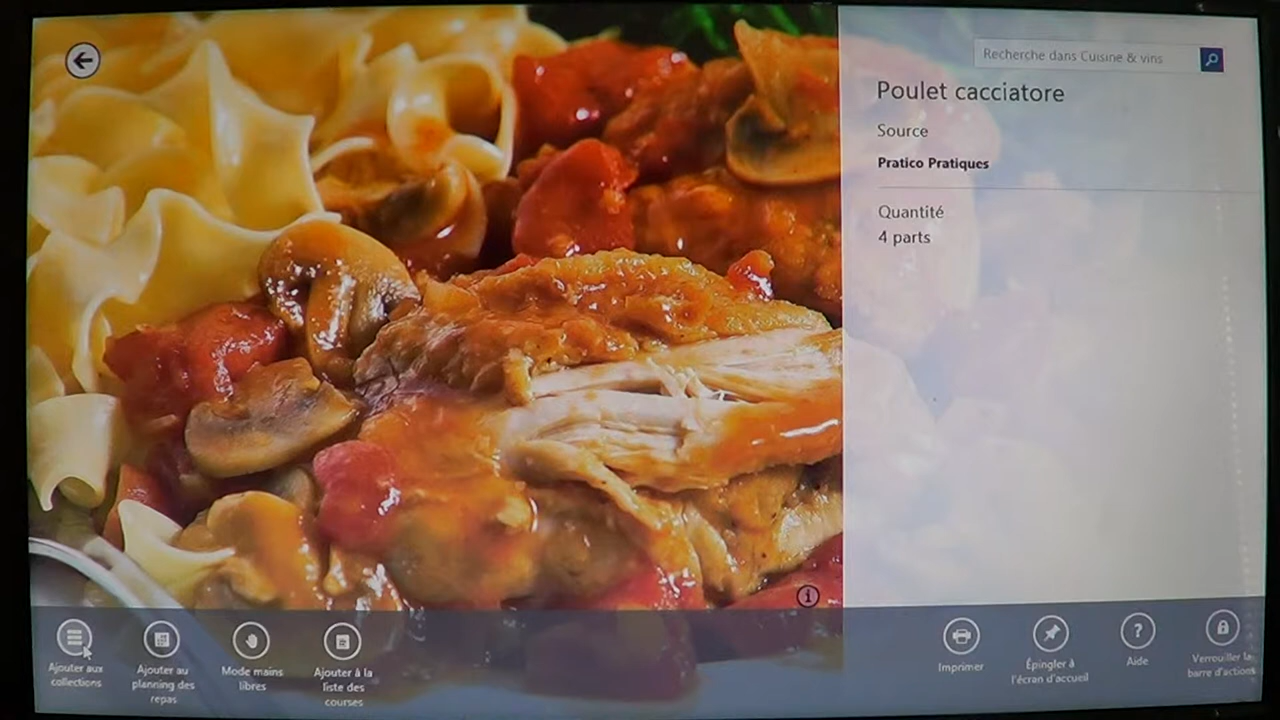 Recherche dans Cuisine & vins
Poulet cacciatore
Source
Pratico Pratiques
Quantité
4 parts
Ajouter aux
collections
Ajouter au
planning des
repas
Mode mains
libres
Ajouter à la
liste des
courses
Imprimer
Épingler à
l'écran d'accueil
?
Aide
Verrouiller la
barre d'actions